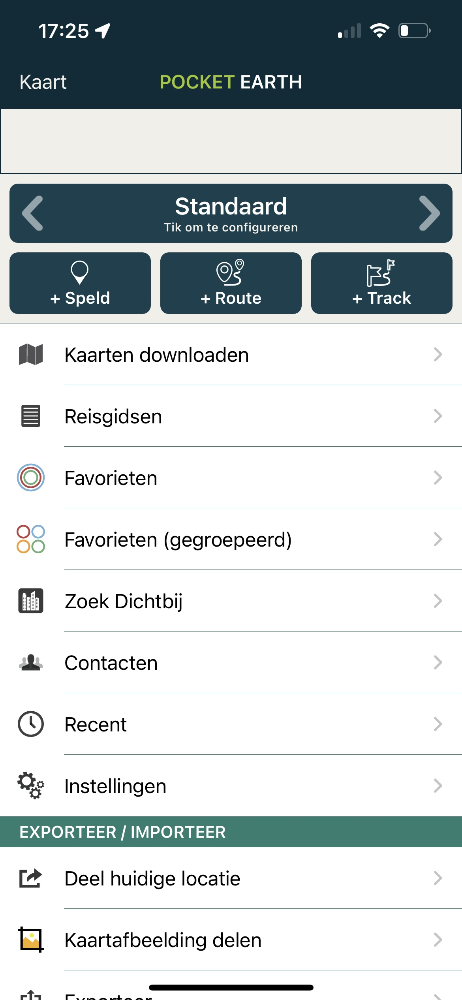 17:25
Kaart
POCKET EARTH
Standaard
Tik om te configureren
+ Speld
+ Route
+ Track
Kaarten downloaden
Reisgidsen
Favorieten
Favorieten (gegroepeerd)
Zoek Dichtbij
Contacten
Recent
Instellingen
EXPORTEER / IMPORTEER
Deel huidige locatie
Kaartafbeelding delen
Exporteer